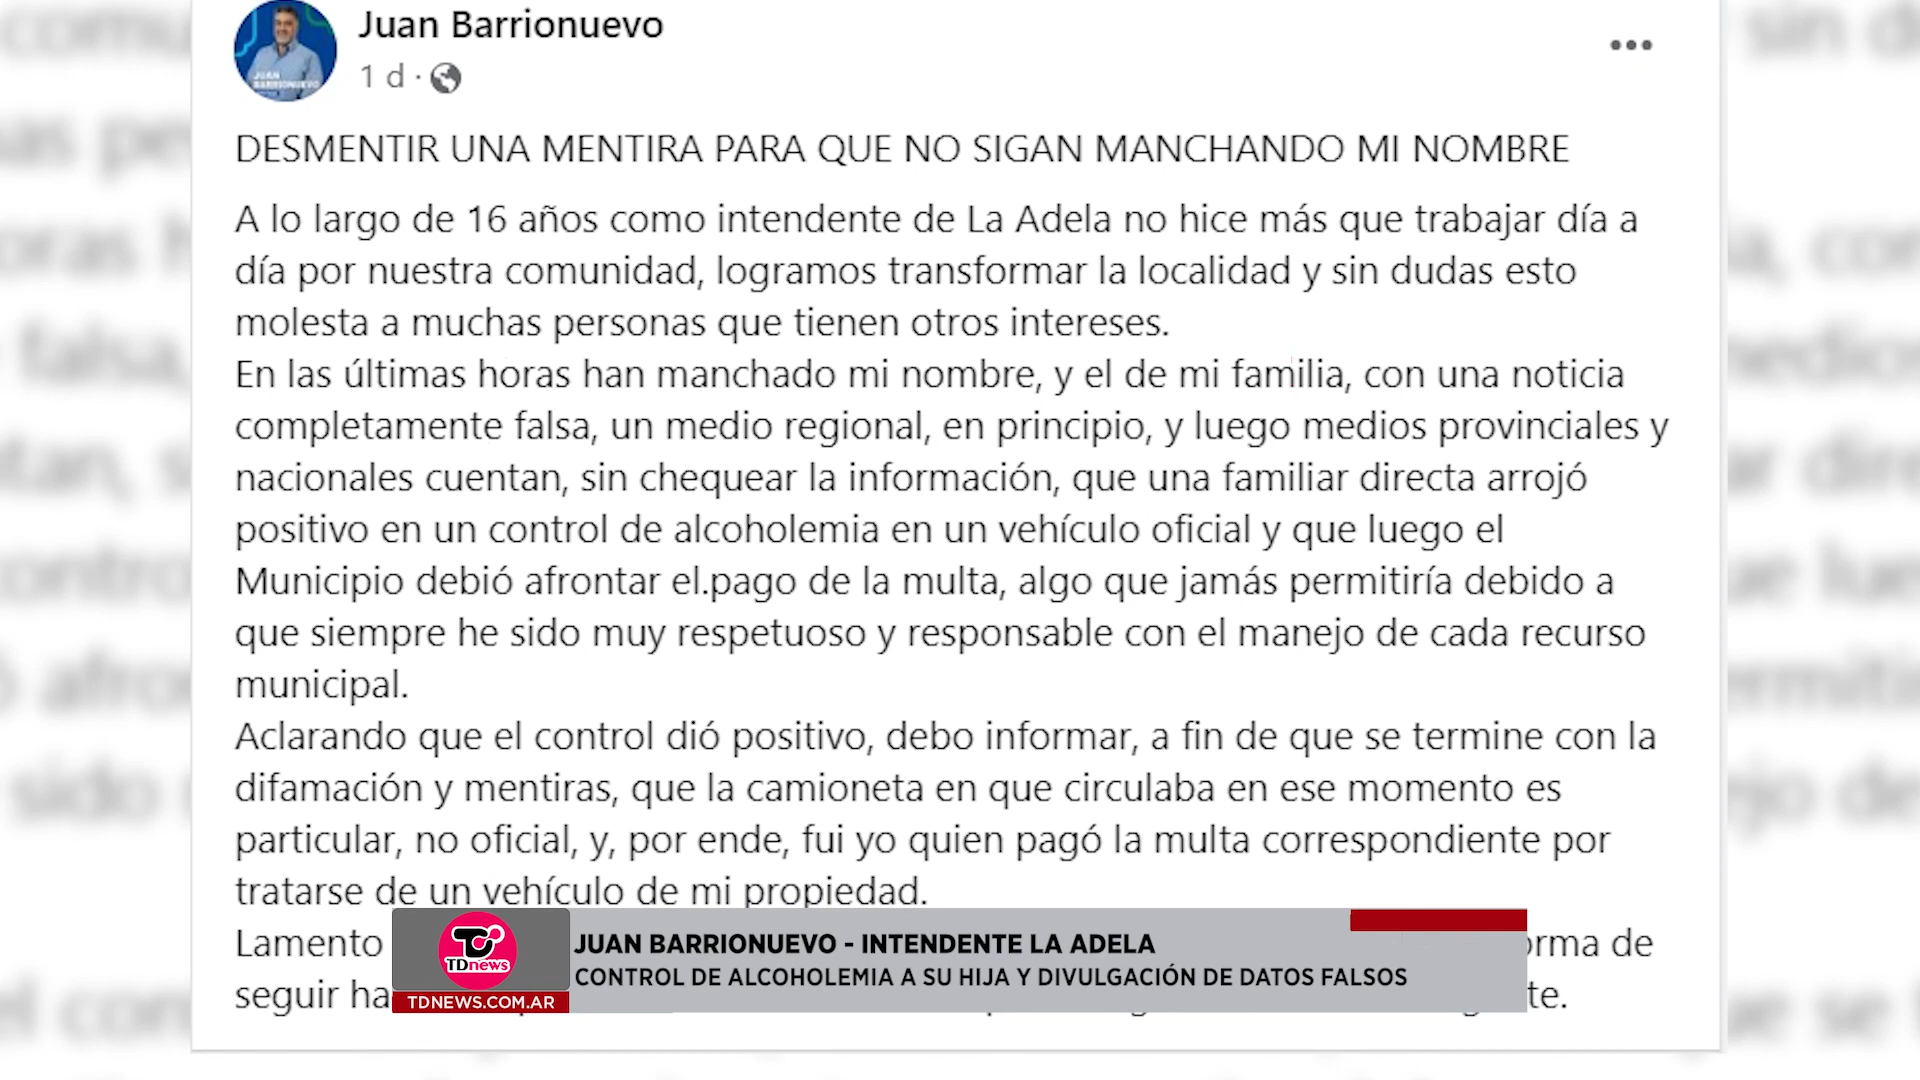 Juan Barrionuevo
1 d ·
DESMENTIR UNA MENTIRA PARA QUE NO SIGAN MANCHANDO MI NOMBRE
A lo largo de 16 años como intendente de La Adela no hice más que trabajar día a
día por nuestra comunidad, logramos transformar la localidad y sin dudas esto
molesta a muchas personas que tienen otros intereses.
En las últimas horas han manchado mi nombre, y el de mi familia, con una noticia
completamente falsa, un medio regional, en principio, y luego medios provinciales y
nacionales cuentan, sin chequear la información, que una familiar directa arrojó
positivo en un control de alcoholemia en un vehículo oficial y que luego el
Municipio debió afrontar el.pago de la multa, algo que jamás permitiría debido a
que siempre he sido muy respetuoso y responsable con el manejo de cada recurso
municipal.
Aclarando que el control dió positivo, debo informar, a fin de que se termine con la
difamación y mentiras, que la camioneta en que circulaba en ese momento es
particular, no oficial, y, por ende, fui yo quien pagó la multa correspondiente por
tratarse de un vehículo de mi propiedad.
Lamento orma de
seguir ha te.
TDnews
TDNEWS.COM.AR
JUAN BARRIONUEVO - INTENDENTE LA ADELA
CONTROL DE ALCOHOLEMIA A SU HIJA Y DIVULGACIÓN DE DATOS FALSOS